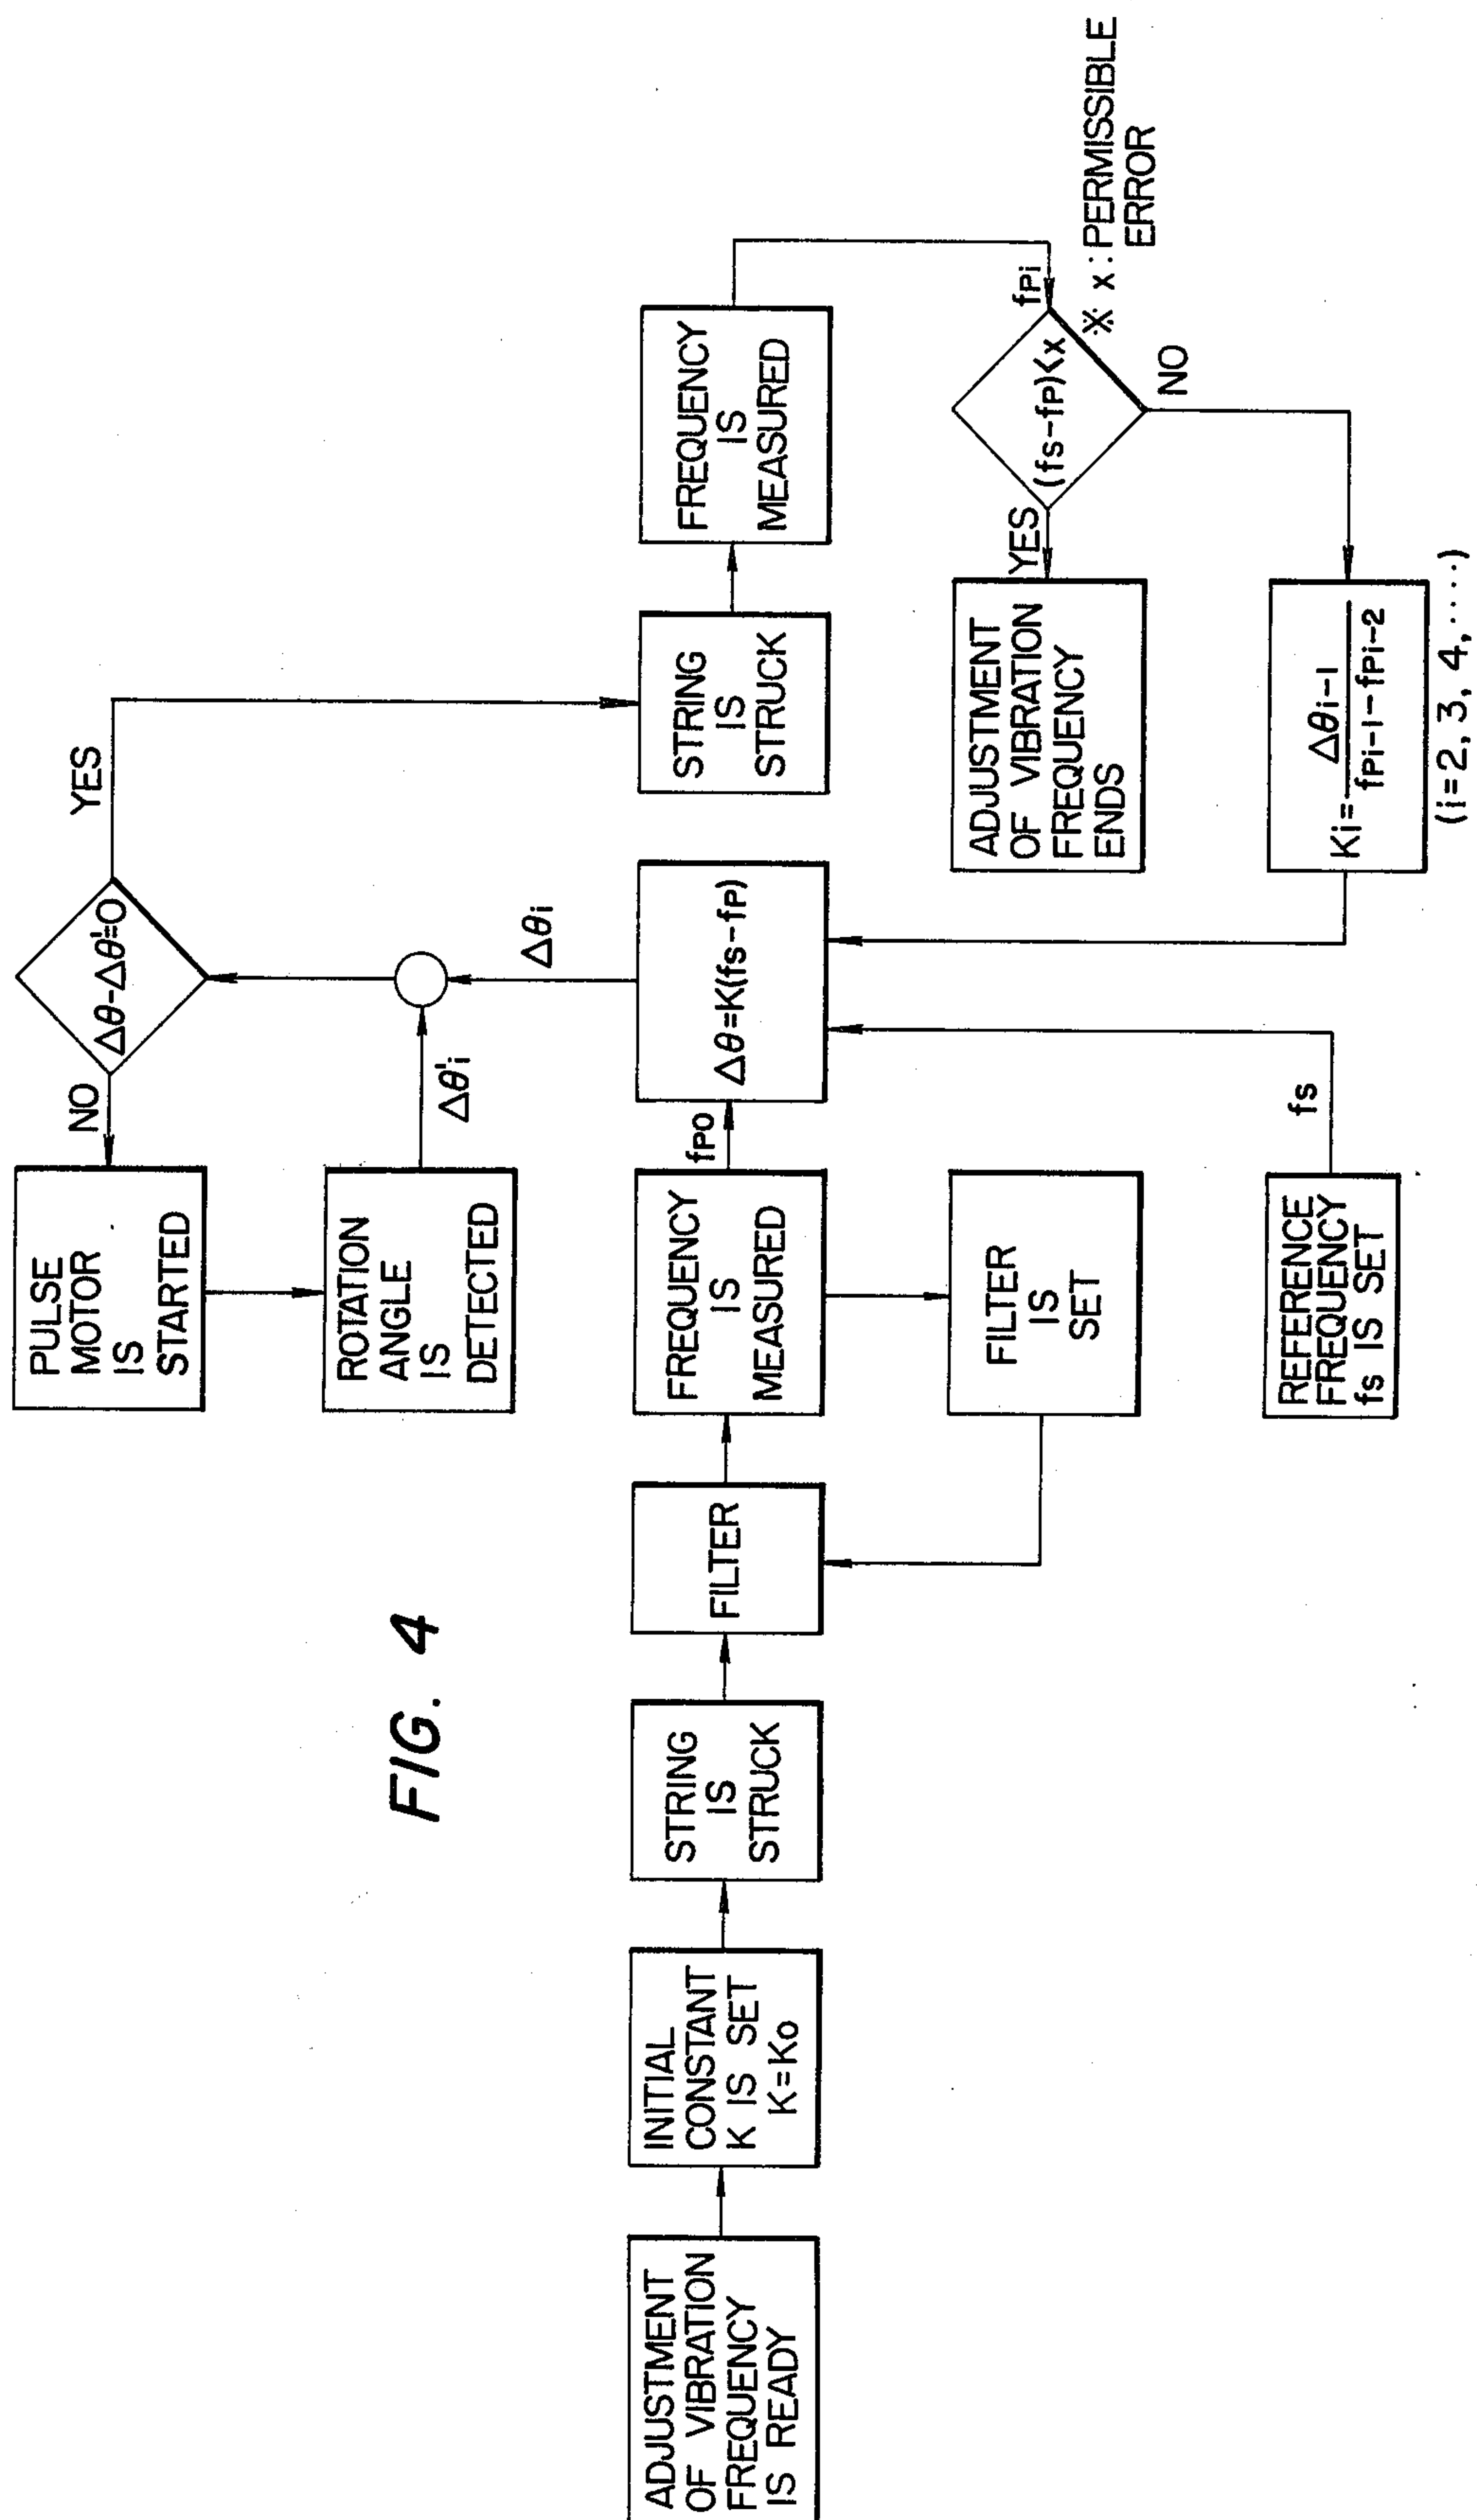 FIG. 4
ADJUSTMENT
OF VIBRATION
FREQUENCY
IS READY
INITIAL
CONSTANT
K IS SET
K=K0
STRING
IS
STRUCK
FILTER
FREQUENCY
IS
MEASURED
FILTER
IS
SET
REFERENCE
FREQUENCY
fs IS SET
fP0
fs
Δθ=K(fs-fP)
Δθi
PULSE
MOTOR
IS
STARTED
ROTATION
ANGLE
IS
DETECTED
Δθ'i
NO
Δθ-Δθ'=0
YES
STRING
IS
STRUCK
FREQUENCY
IS
MEASURED
fPi
(fs-fP)<x
※ x : PERMISSIBLE
ERROR
YES
NO
ADJUSTMENT
OF VIBRATION
FREQUENCY
ENDS
Ki= Δθi-1 / fPi-1-fPi-2
(i=2, 3, 4, ·····)